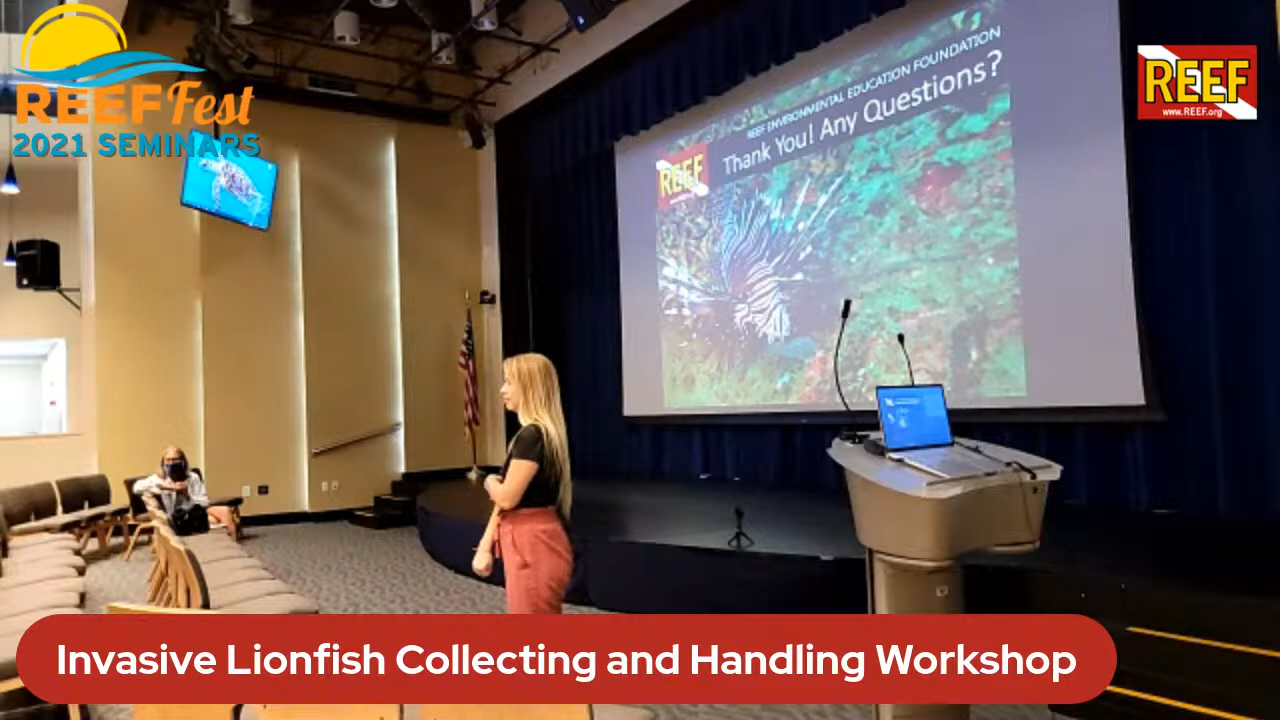 REEF Fest
2021 SEMINARS
REEF
www.REEF.org
REEF ENVIRONMENTAL EDUCATION FOUNDATION
Thank You! Any Questions?
REEF
Invasive Lionfish Collecting and Handling Workshop